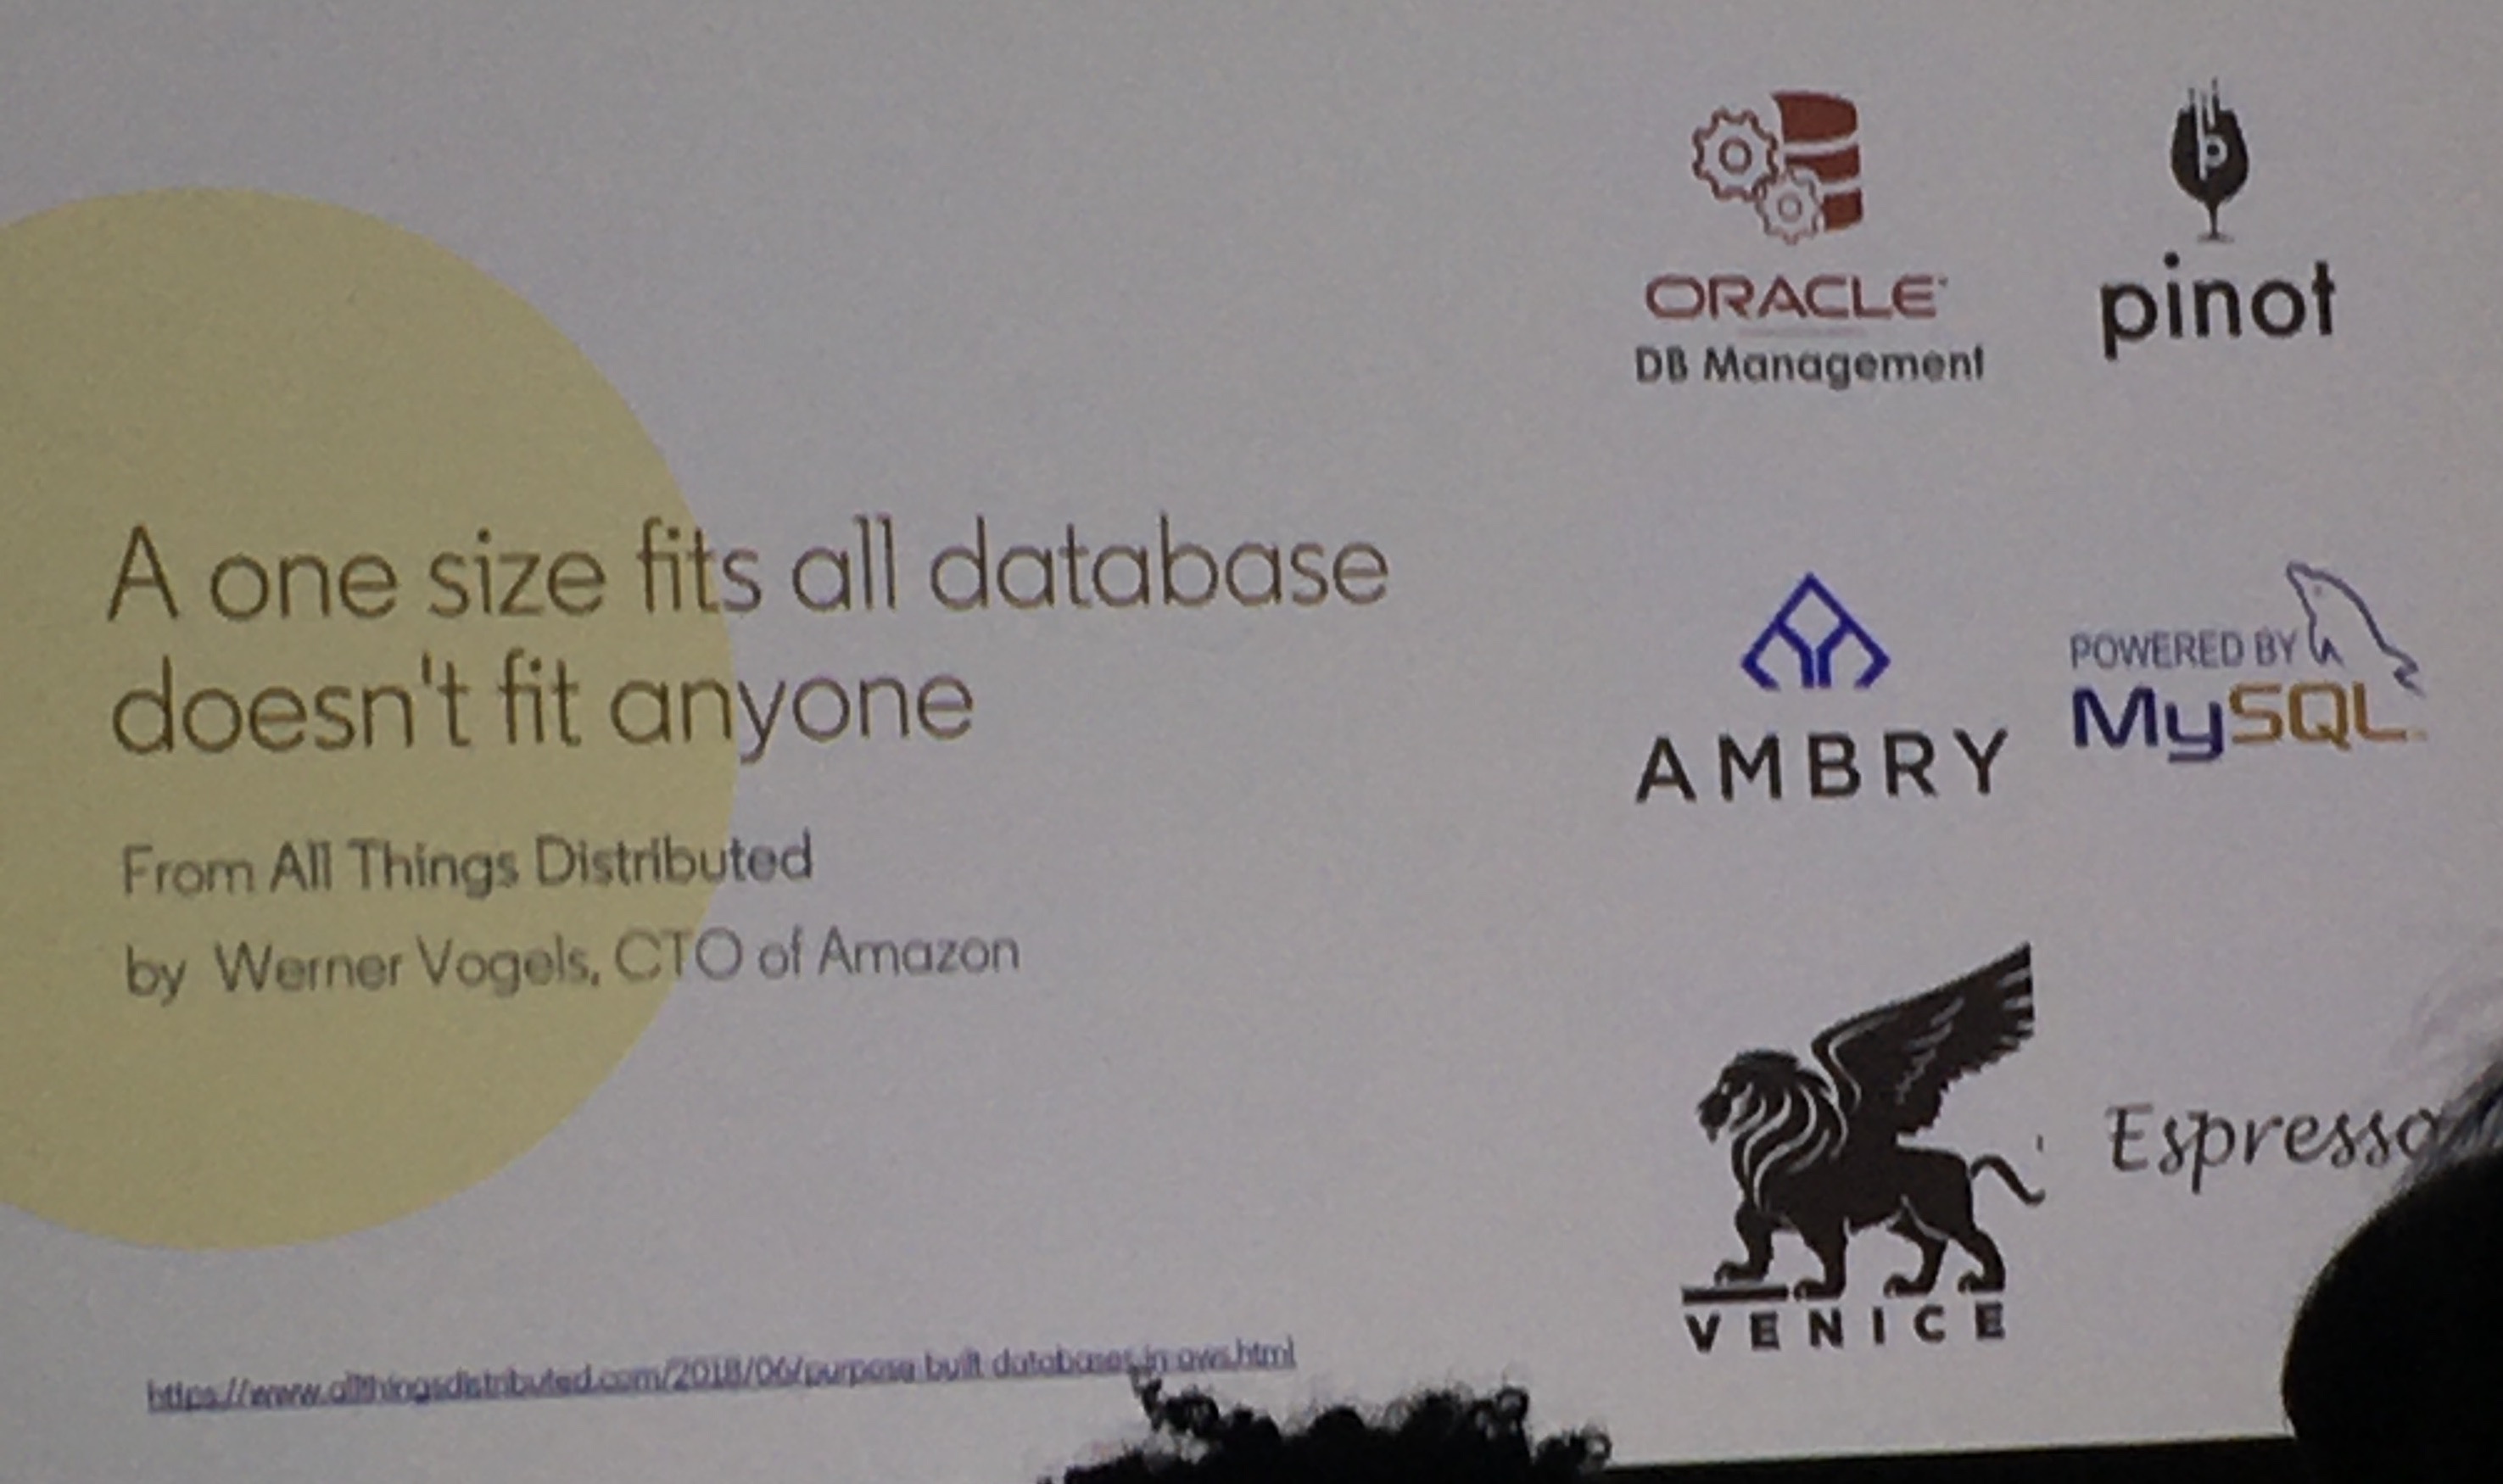 A one size fits all database
doesn't fit anyone
From All Things Distributed
by Werner Vogels, CTO of Amazon
https://www.allthingsdistributed.com/2018/06/purpose-built-databases-in-aws.html
ORACLE
DB Management
pinot
AMBRY
POWERED BY
MySQL
VENICE
Espresso